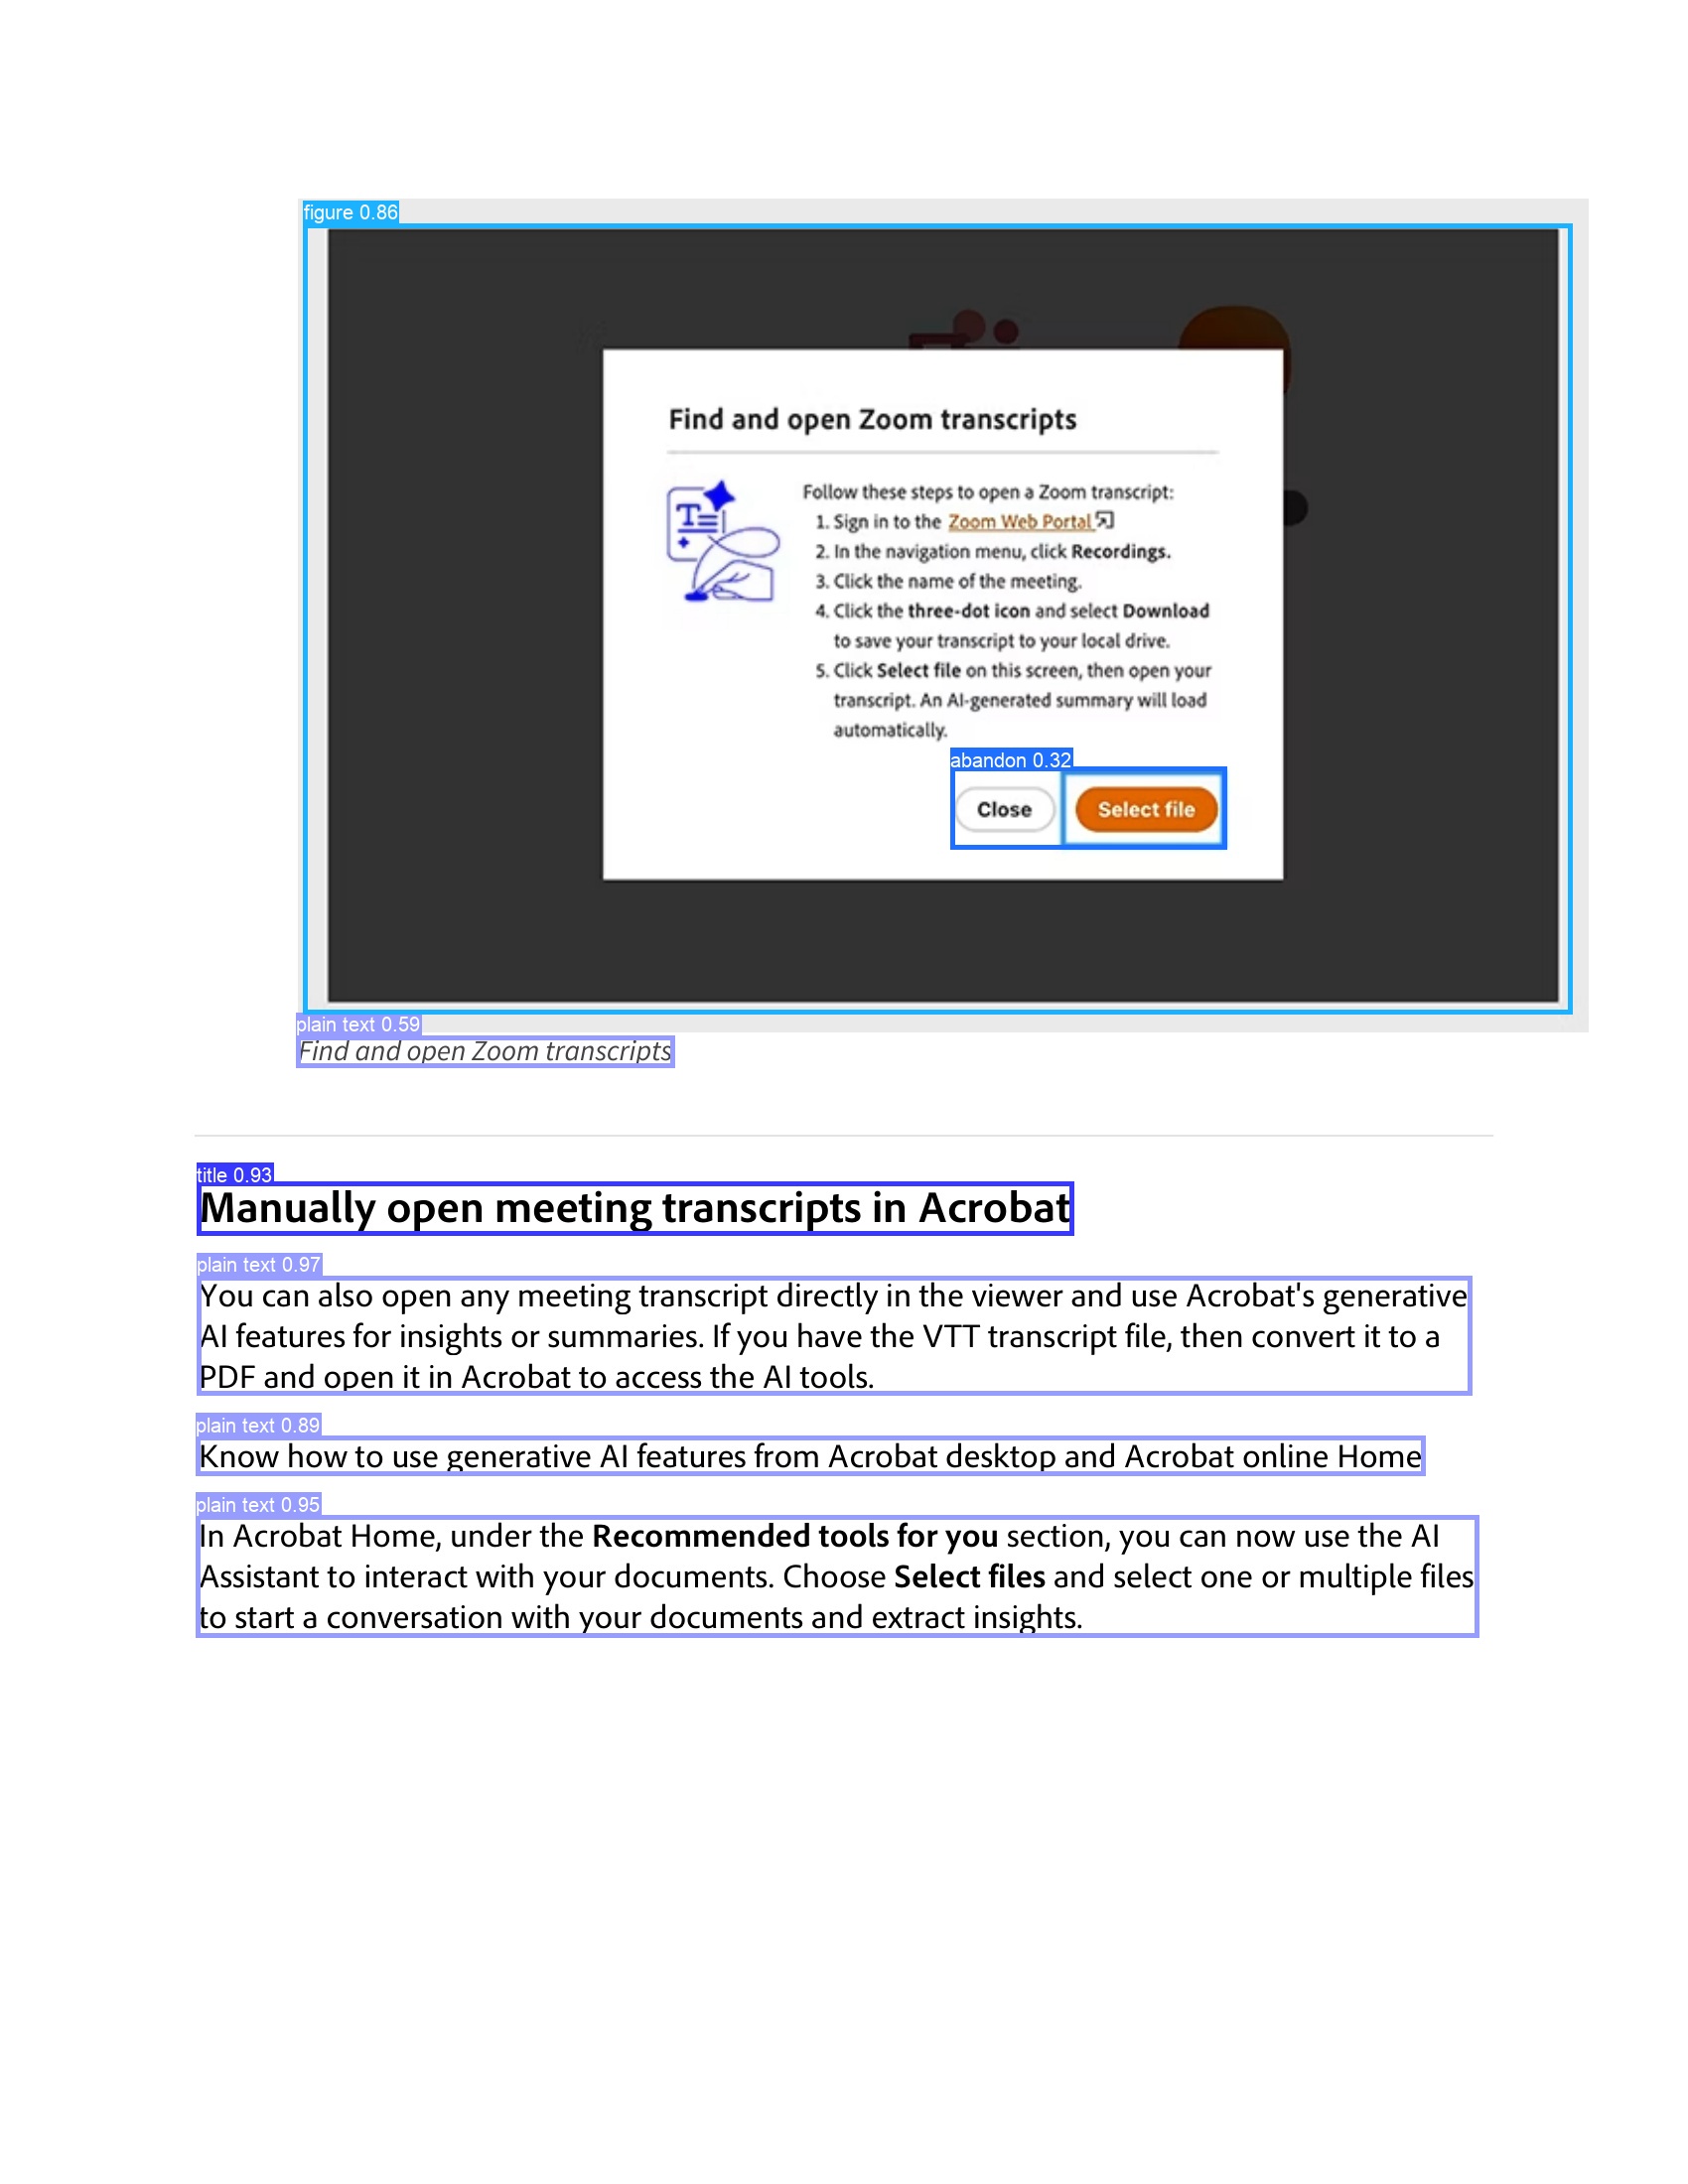 figure 0.86
Find and open Zoom transcripts
Follow these steps to open a Zoom transcript:
1. Sign in to the Zoom Web Portal
2. In the navigation menu, click Recordings.
3. Click the name of the meeting.
4. Click the three-dot icon and select Download
to save your transcript to your local drive.
5. Click Select file on this screen, then open your
transcript. An AI-generated summary will load
automatically.
abandon 0.32
Close Select file
plain text 0.59
Find and open Zoom transcripts
title 0.93
Manually open meeting transcripts in Acrobat
plain text 0.97
You can also open any meeting transcript directly in the viewer and use Acrobat's generative
AI features for insights or summaries. If you have the VTT transcript file, then convert it to a
PDF and open it in Acrobat to access the AI tools.
plain text 0.89
Know how to use generative AI features from Acrobat desktop and Acrobat online Home
plain text 0.95
In Acrobat Home, under the Recommended tools for you section, you can now use the AI
Assistant to interact with your documents. Choose Select files and select one or multiple files
to start a conversation with your documents and extract insights.